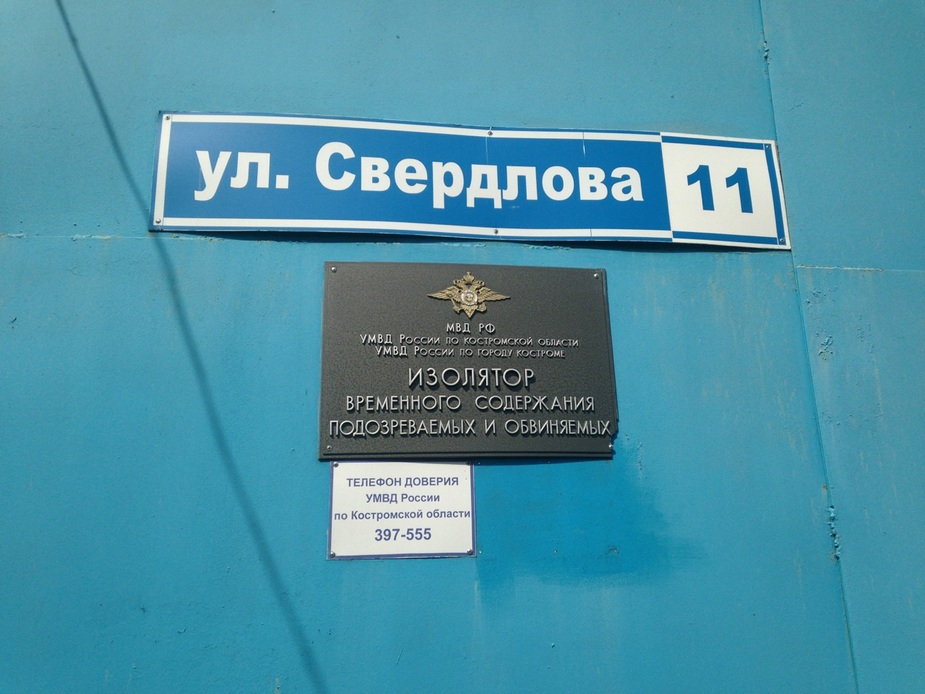 ул. Свердлова 11
МВД РФ
УМВД России по Костромской области
УМВД России по городу Костроме
ИЗОЛЯТОР
ВРЕМЕННОГО СОДЕРЖАНИЯ
ПОДОЗРЕВАЕМЫХ И ОБВИНЯЕМЫХ
ТЕЛЕФОН ДОВЕРИЯ
УМВД России
по Костромской области
397-555